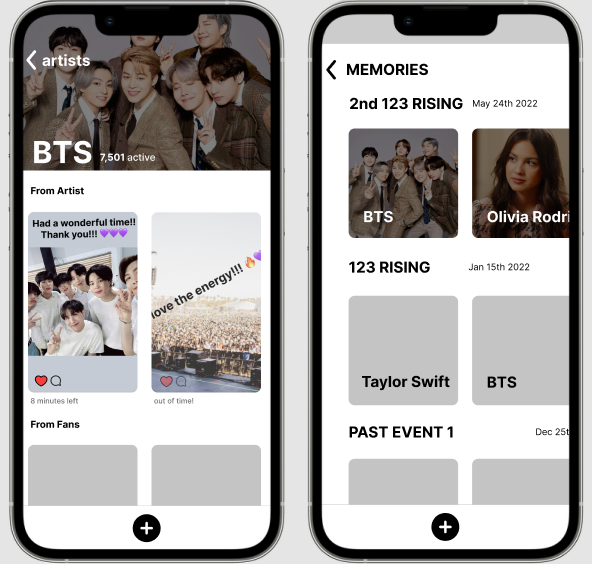 artists
BTS 7,501 active
From Artist
Had a wonderful time!!
Thank you!!! 💜💜💜
love the energy!!! 🔥💜
8 minutes left
out of time!
From Fans
MEMORIES
2nd 123 RISING May 24th 2022
BTS
Olivia Rodri
123 RISING Jan 15th 2022
Taylor Swift
BTS
PAST EVENT 1 Dec 25t